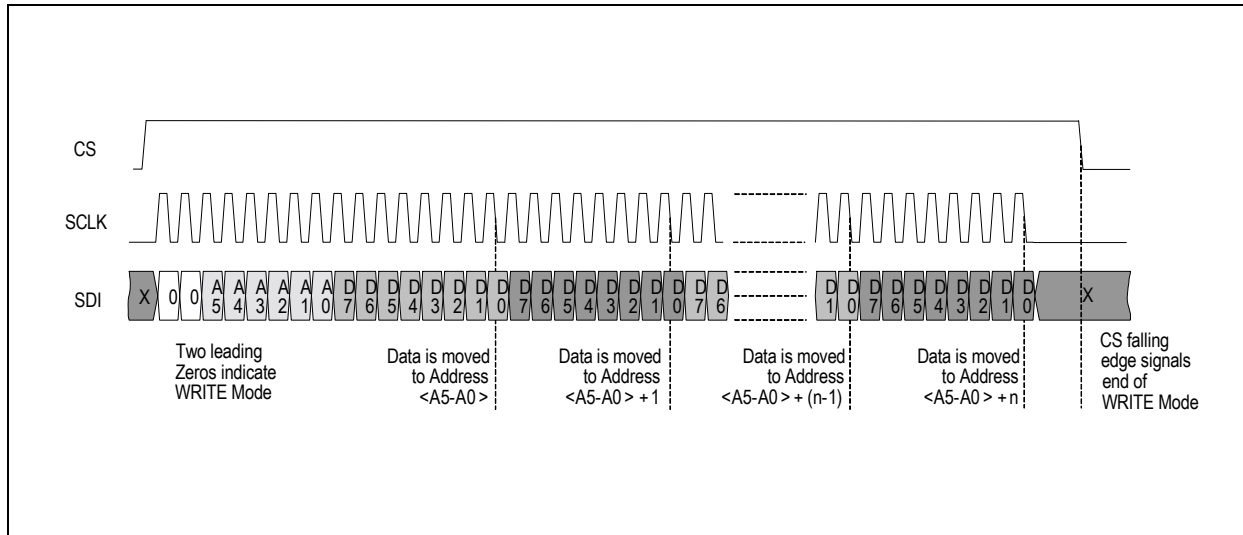 CS
SCLK
SDI
X 0 0 A5 A4 A3 A2 A1 A0 D7 D6 D5 D4 D3 D2 D1 D0 D7 D6 D5 D4 D3 D2 D1 D0 D7 D6 D1 D0 D7 D6 D5 D4 D3 D2 D1 D0 X
Two leading
Zeros indicate
WRITE Mode
Data is moved
to Address
<A5-A0 >
Data is moved
to Address
<A5-A0 > +1
Data is moved
to Address
<A5-A0 > + (n-1)
Data is moved
to Address
<A5-A0 > +n
CS falling
edge signals
end of
WRITE Mode